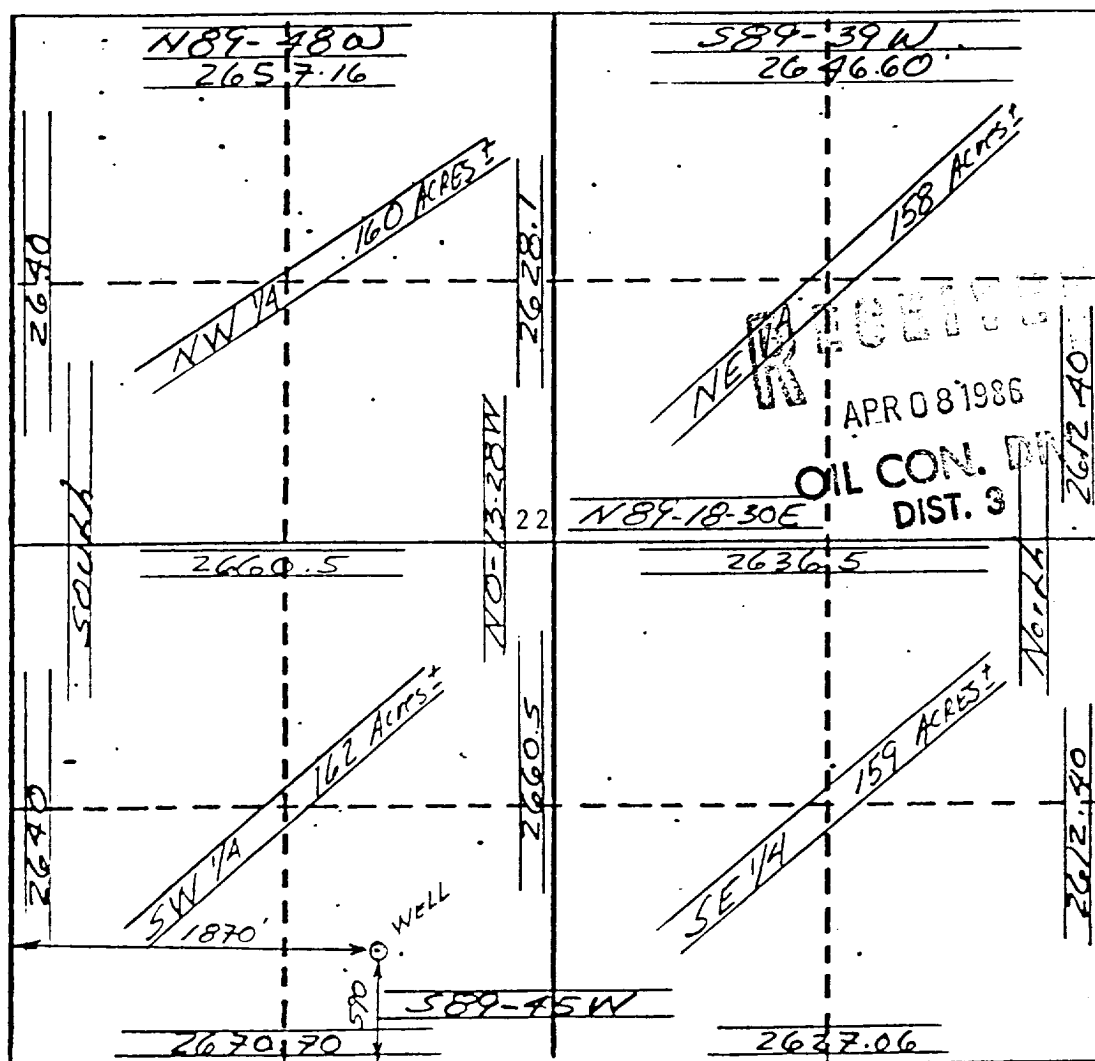 N89-48W
2657.16
S89-39W
2646.60'
2640
NW 1/4 160 ACRES ±
2628.1
NE 1/4 158 Acres ±
RECEIVE
APR 08 1986
OIL CON. DIV
DIST. 3
2612.40
South
N0-13-28W
22
N89-18-30E
North
2660.5
2636.5
2640
SW 1/4 162 Acres ±
2660.5
SE 1/4 159 ACRES ±
2612.40
1870'
WELL
590
S89-45W
2670.70
2627.06